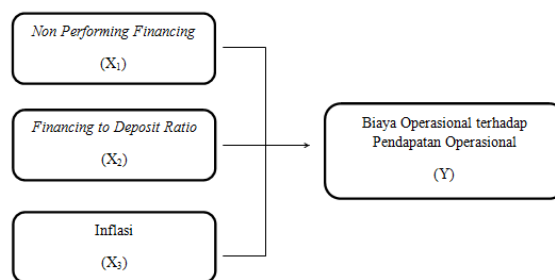 Non Performing Financing
(X₁)
Financing to Deposit Ratio
(X₂)
Inflasi
(X₃)
Biaya Operasional terhadap
Pendapatan Operasional
(Y)